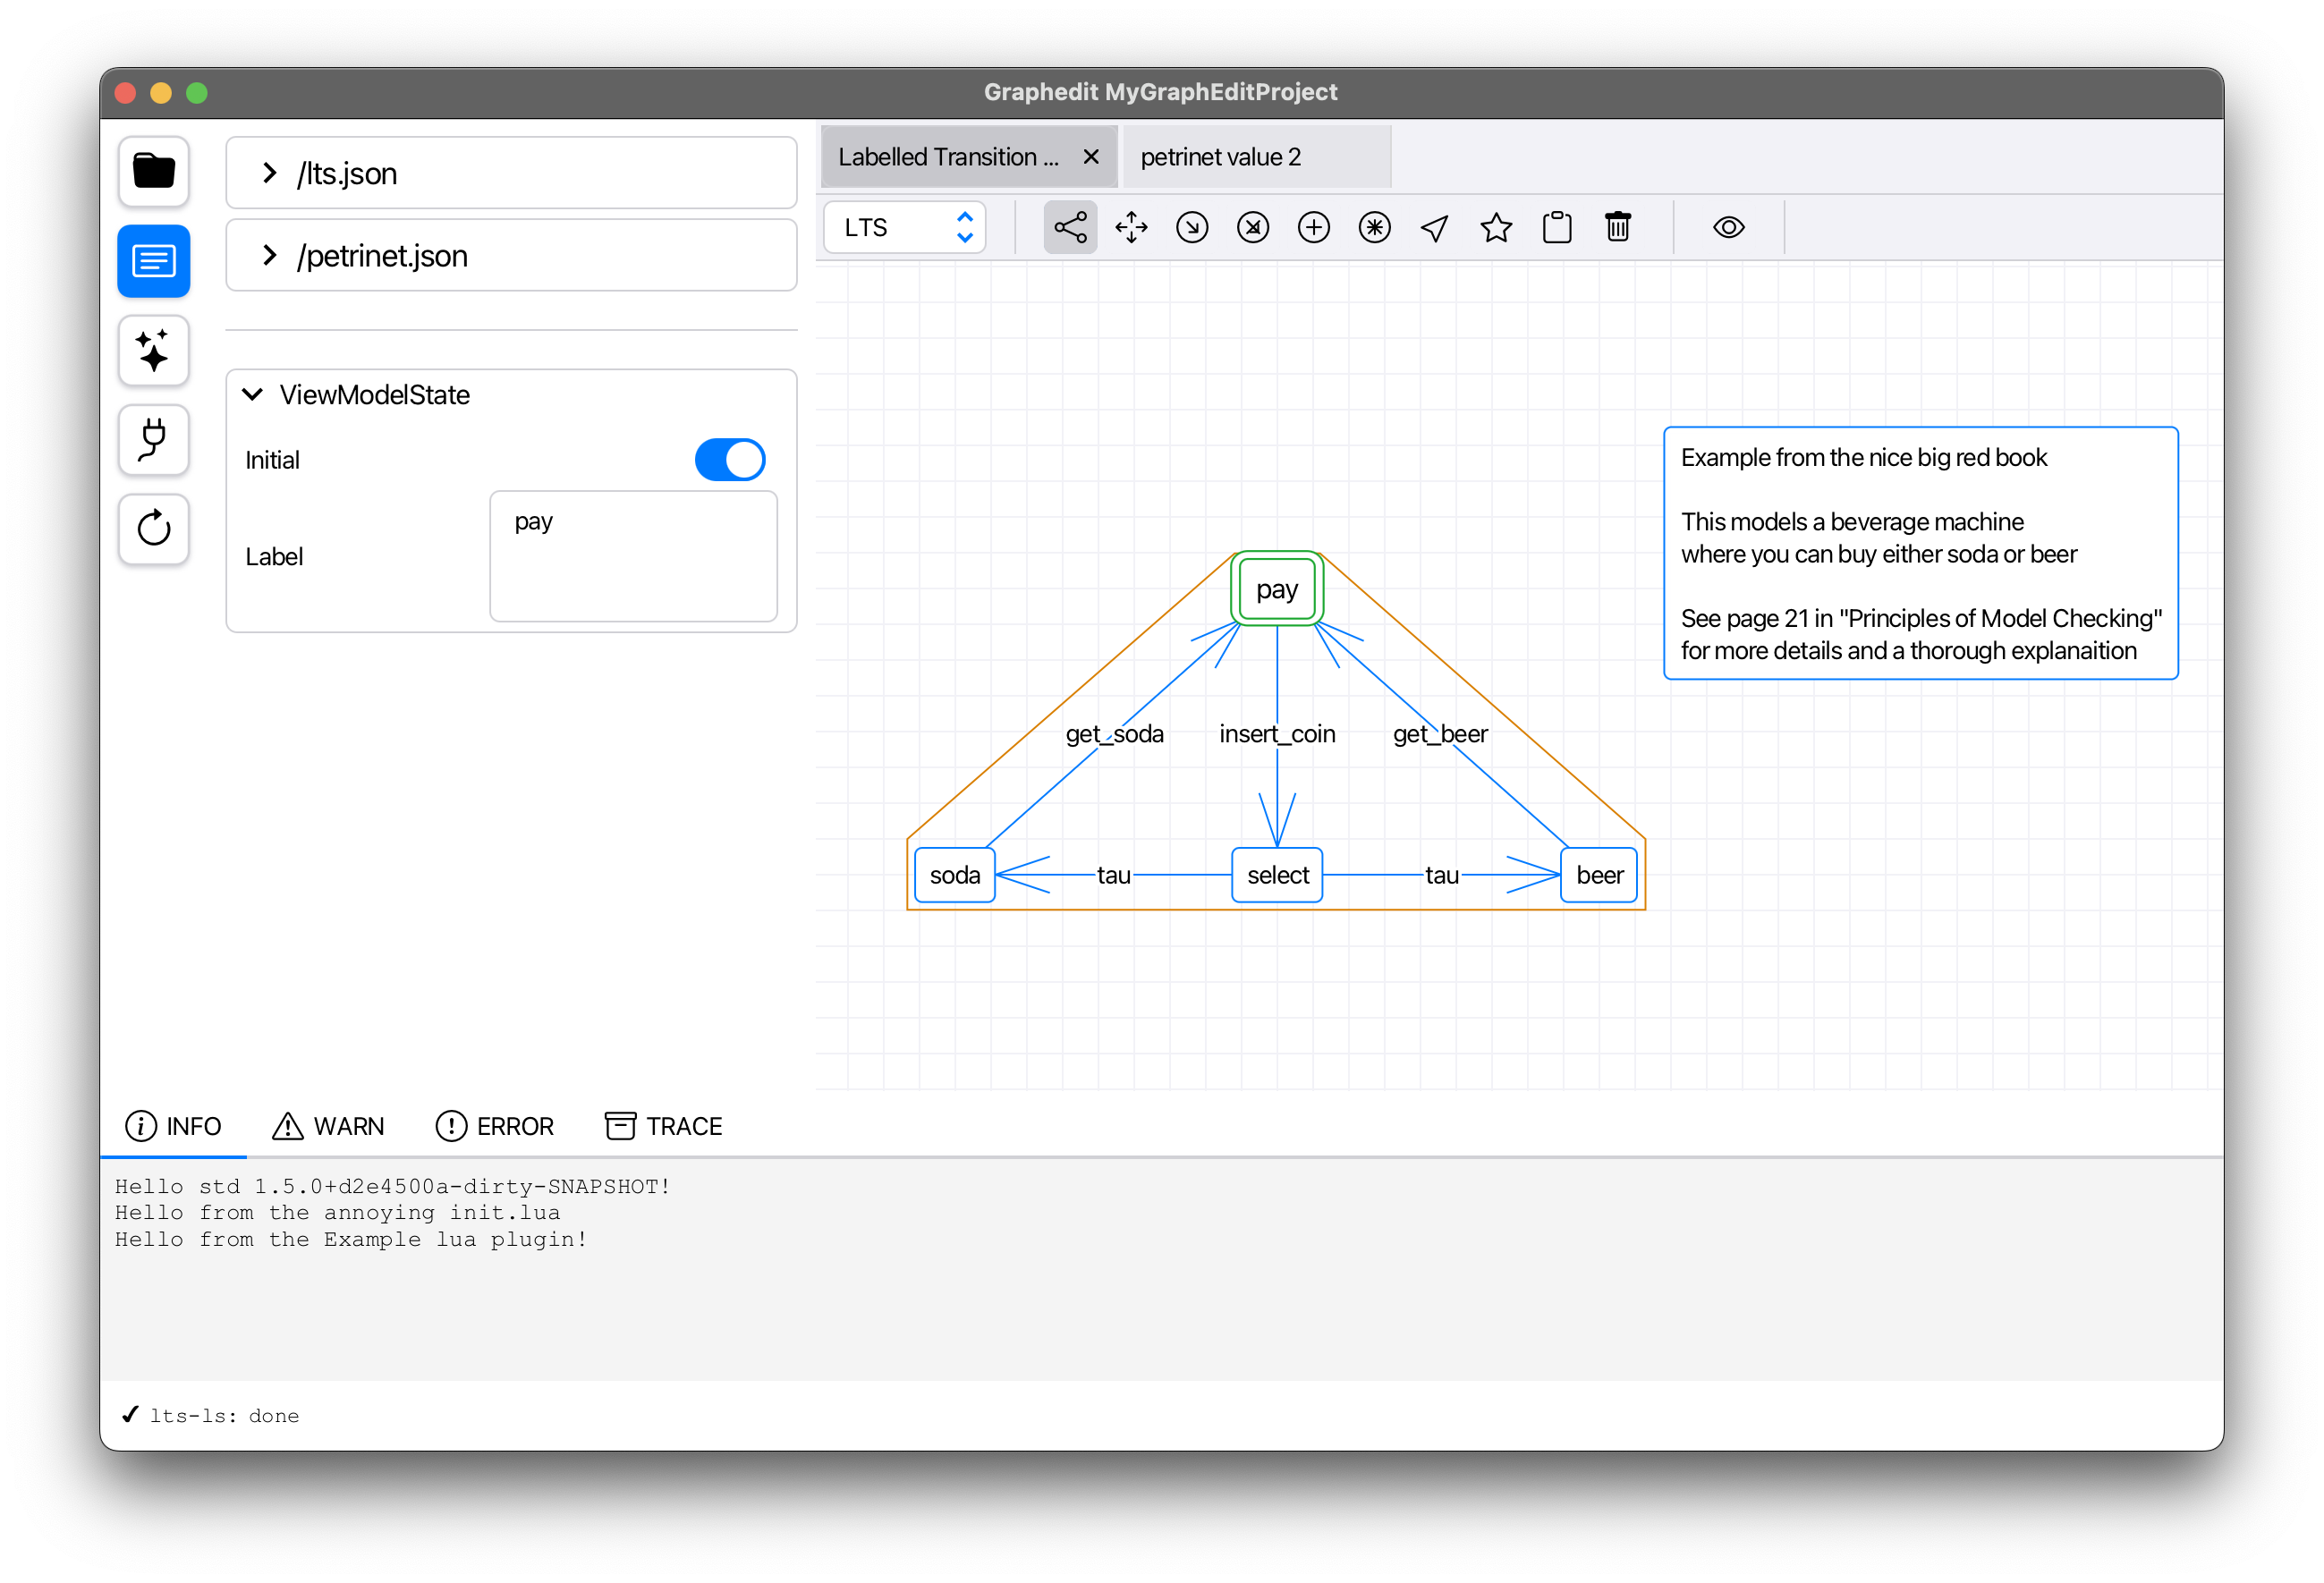 Graphedit MyGraphEditProject
/lts.json
/petrinet.json
ViewModelState
Initial
Label
pay
Labelled Transition ...
petrinet value 2
LTS
Example from the nice big red book
This models a beverage machine
where you can buy either soda or beer
See page 21 in "Principles of Model Checking"
for more details and a thorough explanaition
pay
get_soda
insert_coin
get_beer
soda
tau
select
tau
beer
INFO
WARN
ERROR
TRACE
Hello std 1.5.0+d2e4500a-dirty-SNAPSHOT!
Hello from the annoying init.lua
Hello from the Example lua plugin!
✔ lts-ls: done